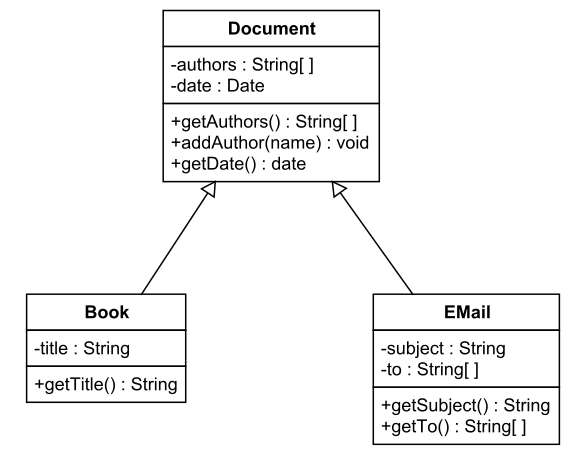 Document
-authors : String[ ]
-date : Date
+getAuthors() : String[ ]
+addAuthor(name) : void
+getDate() : date
Book
-title : String
+getTitle() : String
EMail
-subject : String
-to : String[ ]
+getSubject() : String
+getTo() : String[ ]